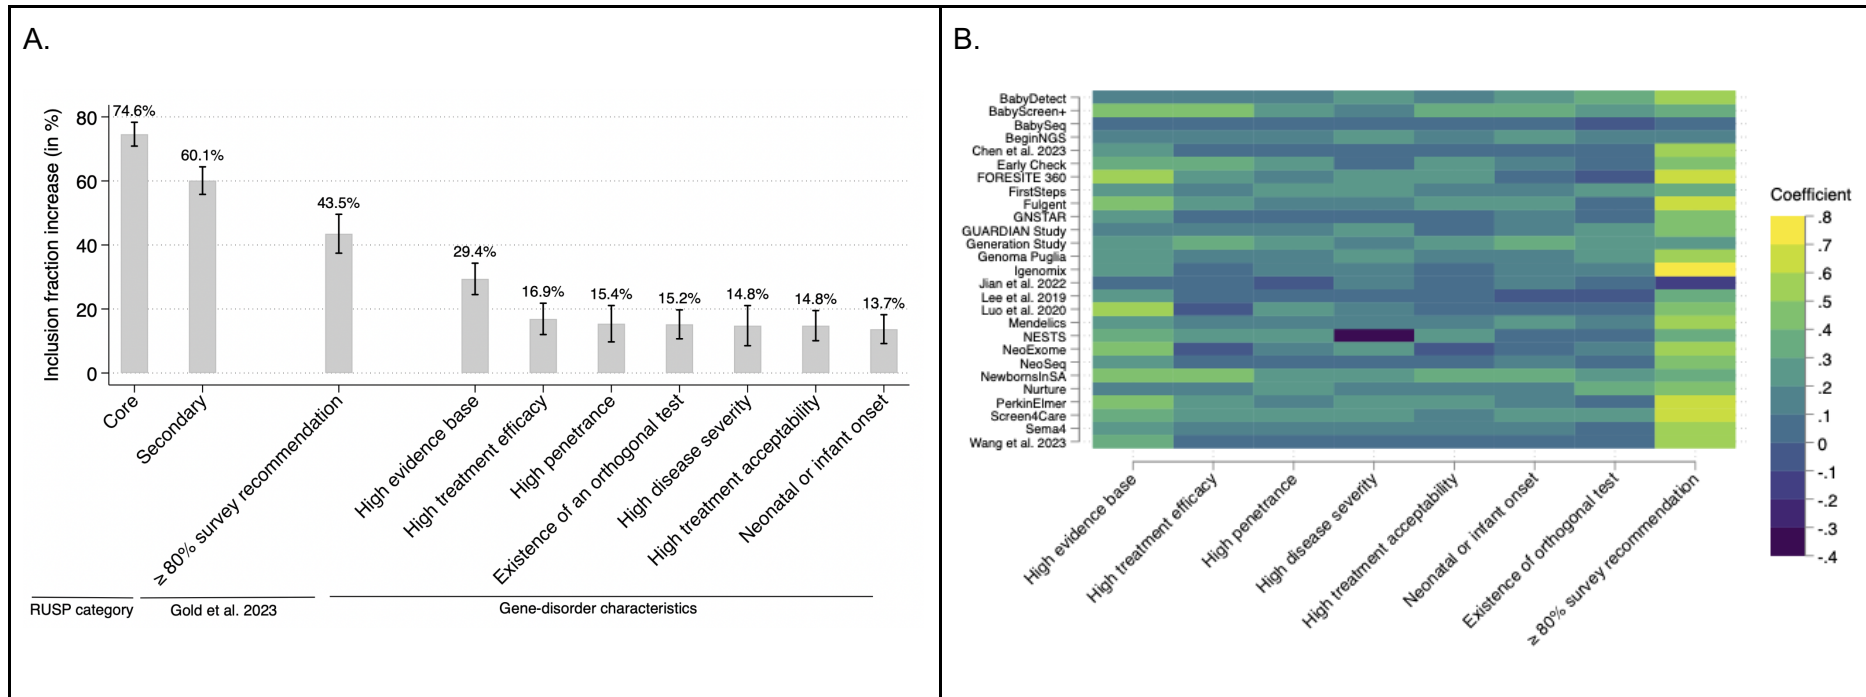 A.
Inclusion fraction increase (in %)
80
60
40
20
0
74.6%
60.1%
43.5%
29.4%
16.9%
15.4%
15.2%
14.8%
14.8%
13.7%
Core
Secondary
≥ 80% survey recommendation
High evidence base
High treatment efficacy
High penetrance
Existence of an orthogonal test
High disease severity
High treatment acceptability
Neonatal or infant onset
RUSP category
Gold et al. 2023
Gene-disorder characteristics
B.
BabyDetect
BabyScreen+
BabySeq
BeginNGS
Chen et al. 2023
Early Check
FORESITE 360
FirstSteps
Fulgent
GNSTAR
GUARDIAN Study
Generation Study
Genoma Puglia
Igenomix
Jian et al. 2022
Lee et al. 2019
Luo et al. 2020
Mendelics
NESTS
NeoExome
NeoSeq
NewbornsInSA
Nurture
PerkinElmer
Screen4Care
Sema4
Wang et al. 2023
High evidence base
High treatment efficacy
High penetrance
High disease severity
High treatment acceptability
Neonatal or infant onset
Existence of orthogonal test
≥ 80% survey recommendation
Coefficient
.8
.7
.6
.5
.4
.3
.2
.1
0
-.1
-.2
-.3
-.4